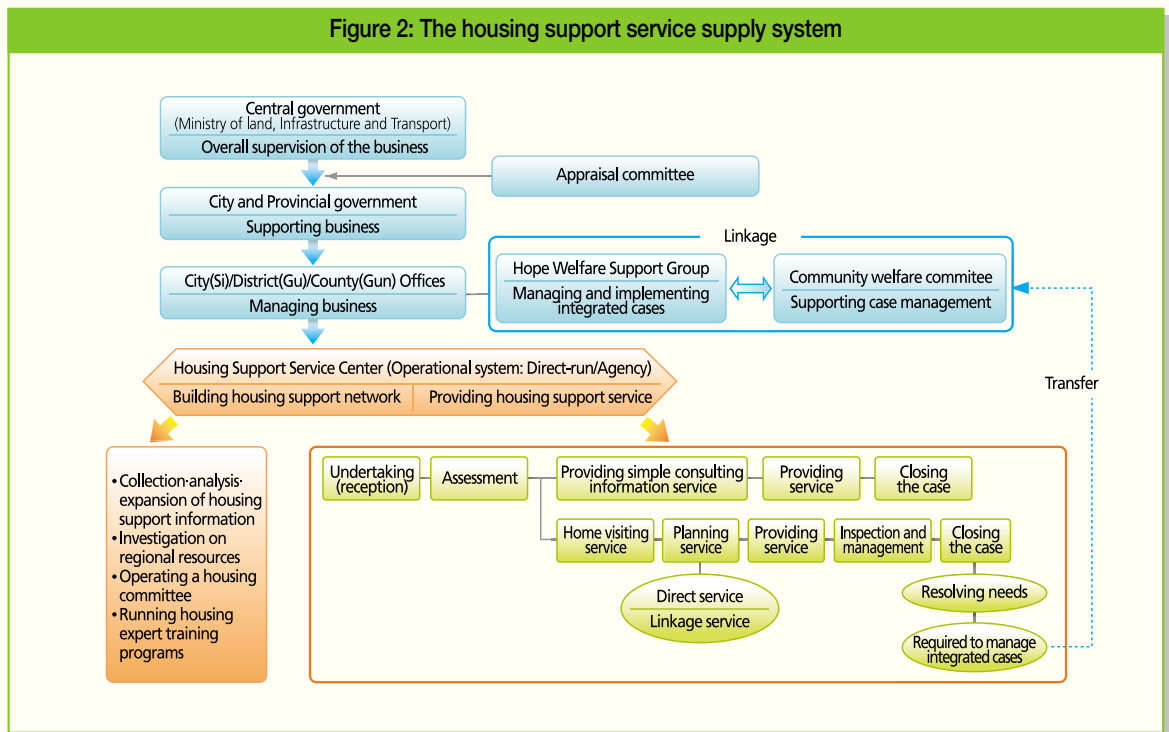 Figure 2: The housing support service supply system
Central government
(Ministry of land, Infrastructure and Transport)
Overall supervision of the business
Appraisal committee
City and Provincial government
Supporting business
Linkage
City(Si)/District(Gu)/County(Gun) Offices
Managing business
Hope Welfare Support Group
Managing and implementing
integrated cases
Community welfare commitee
Supporting case management
Housing Support Service Center (Operational system: Direct-run/Agency)
Building housing support network
Providing housing support service
Transfer
•Collection·analysis·
expansion of housing
support information
•Investigation on
regional resources
•Operating a housing
committee
•Running housing
expert training
programs
Undertaking
(reception)
Assessment
Providing simple consulting
information service
Providing
service
Closing
the case
Home visiting
service
Planning
service
Providing
service
Inspection and
management
Closing
the case
Direct service
Linkage service
Resolving needs
Required to manage
integrated cases